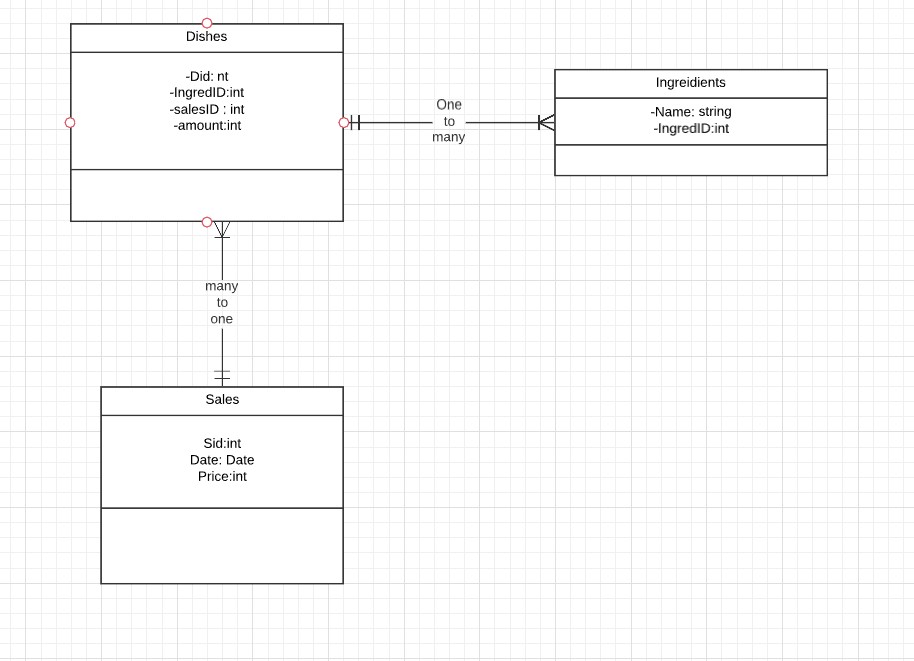 Dishes
-Did: nt
-IngredID:int
-salesID : int
-amount:int
One
to
many
Ingreidients
-Name: string
-IngredID:int
many
to
one
Sales
Sid:int
Date: Date
Price:int